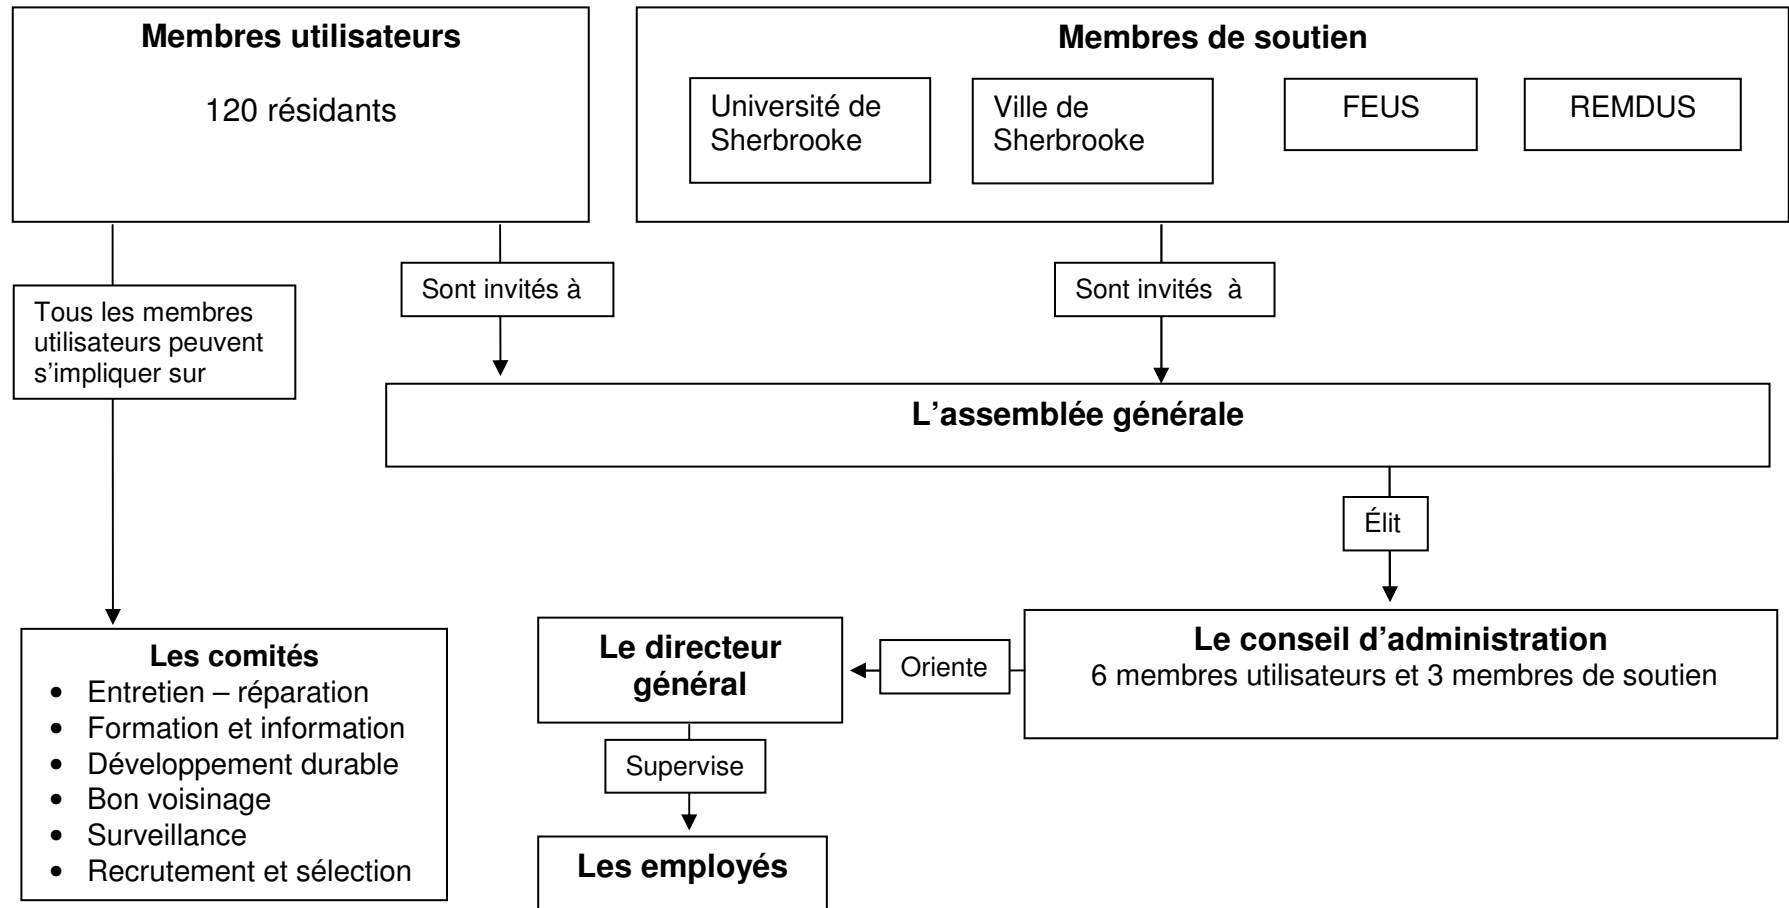 Membres utilisateurs
120 résidants
Membres de soutien
Université de
Sherbrooke
Ville de
Sherbrooke
FEUS
REMDUS
Tous les membres
utilisateurs peuvent
s’impliquer sur
Sont invités à
Sont invités  à
L’assemblée générale
Élit
Les comités
• Entretien – réparation
• Formation et information
• Développement durable
• Bon voisinage
• Surveillance
• Recrutement et sélection
Le directeur
général
Oriente
Le conseil d’administration
6 membres utilisateurs et 3 membres de soutien
Supervise
Les employés